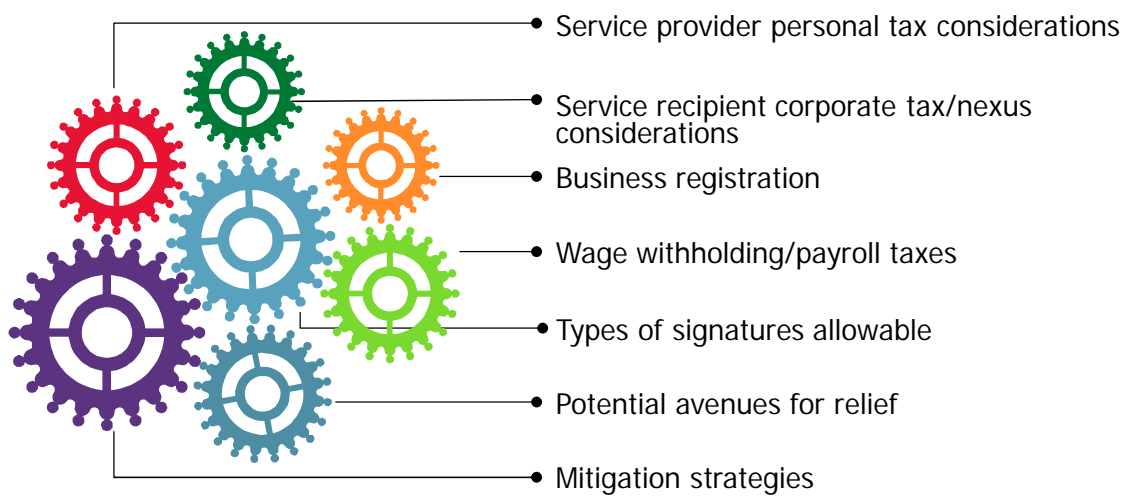 Service provider personal tax considerations
Service recipient corporate tax/nexus
considerations
Business registration
Wage withholding/payroll taxes
Types of signatures allowable
Potential avenues for relief
Mitigation strategies